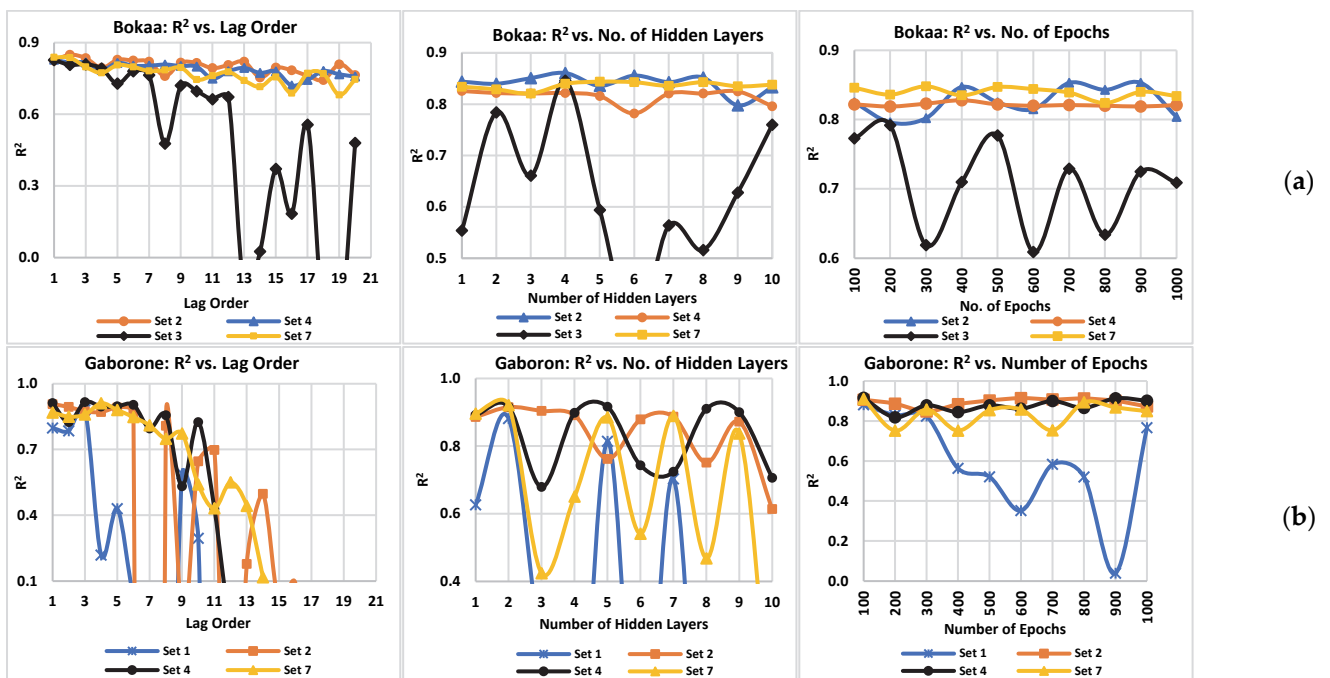 Bokaa: R² vs. Lag Order
R²
0.9
0.6
0.3
0.0
1 3 5 7 9 11 13 15 17 19 21
Lag Order
Set 2 Set 4
Set 3 Set 7
Bokaa: R² vs. No. of Hidden Layers
R²
0.9
0.8
0.7
0.6
0.5
1 2 3 4 5 6 7 8 9 10
Number of Hidden Layers
Set 2 Set 4
Set 3 Set 7
Bokaa: R² vs. No. of Epochs
R²
0.9
0.8
0.7
0.6
100 200 300 400 500 600 700 800 900 1000
No. of Epochs
Set 2 Set 4
Set 3 Set 7
(a)
Gaborone: R² vs. Lag Order
R²
1.0
0.7
0.4
0.1
1 3 5 7 9 11 13 15 17 19 21
Lag Order
Set 1 Set 2
Set 4 Set 7
Gaboron: R² vs. No. of Hidden Layers
R²
1.0
0.8
0.6
0.4
1 2 3 4 5 6 7 8 9 10
Number of Hidden Layers
Set 1 Set 2
Set 4 Set 7
Gaborone: R² vs. Number of Epochs
R²
1.0
0.8
0.6
0.4
0.2
0.0
100 200 300 400 500 600 700 800 900 1000
Number of Epochs
Set 1 Set 2
Set 4 Set 7
(b)